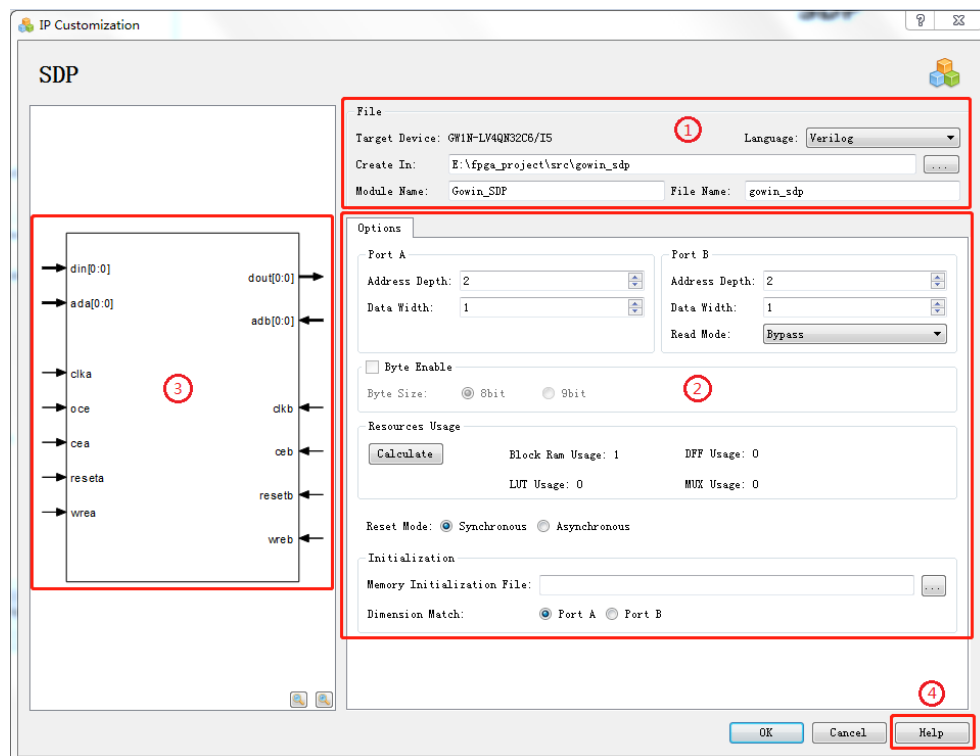 IP Customization
SDP
File
Target Device: GW1N-LV4QN32C6/I5
Language: Verilog
Create In: E:\fpga_project\src\gowin_sdp ...
Module Name: Gowin_SDP File Name: gowin_sdp
1
Options
Port A
Address Depth: 2
Data Width: 1
Port B
Address Depth: 2
Data Width: 1
Read Mode: Bypass
Byte Enable
Byte Size: 8bit 9bit
2
Resources Usage
Calculate Block Ram Usage: 1 DFF Usage: 0
LUT Usage: 0 MUX Usage: 0
Reset Mode: Synchronous Asynchronous
Initialization
Memory Initialization File: ...
Dimension Match: Port A Port B
din[0:0]
ada[0:0]
clka
oce
cea
reseta
wrea
dout[0:0]
adb[0:0]
clkb
ceb
resetb
wreb
3
4
OK Cancel Help